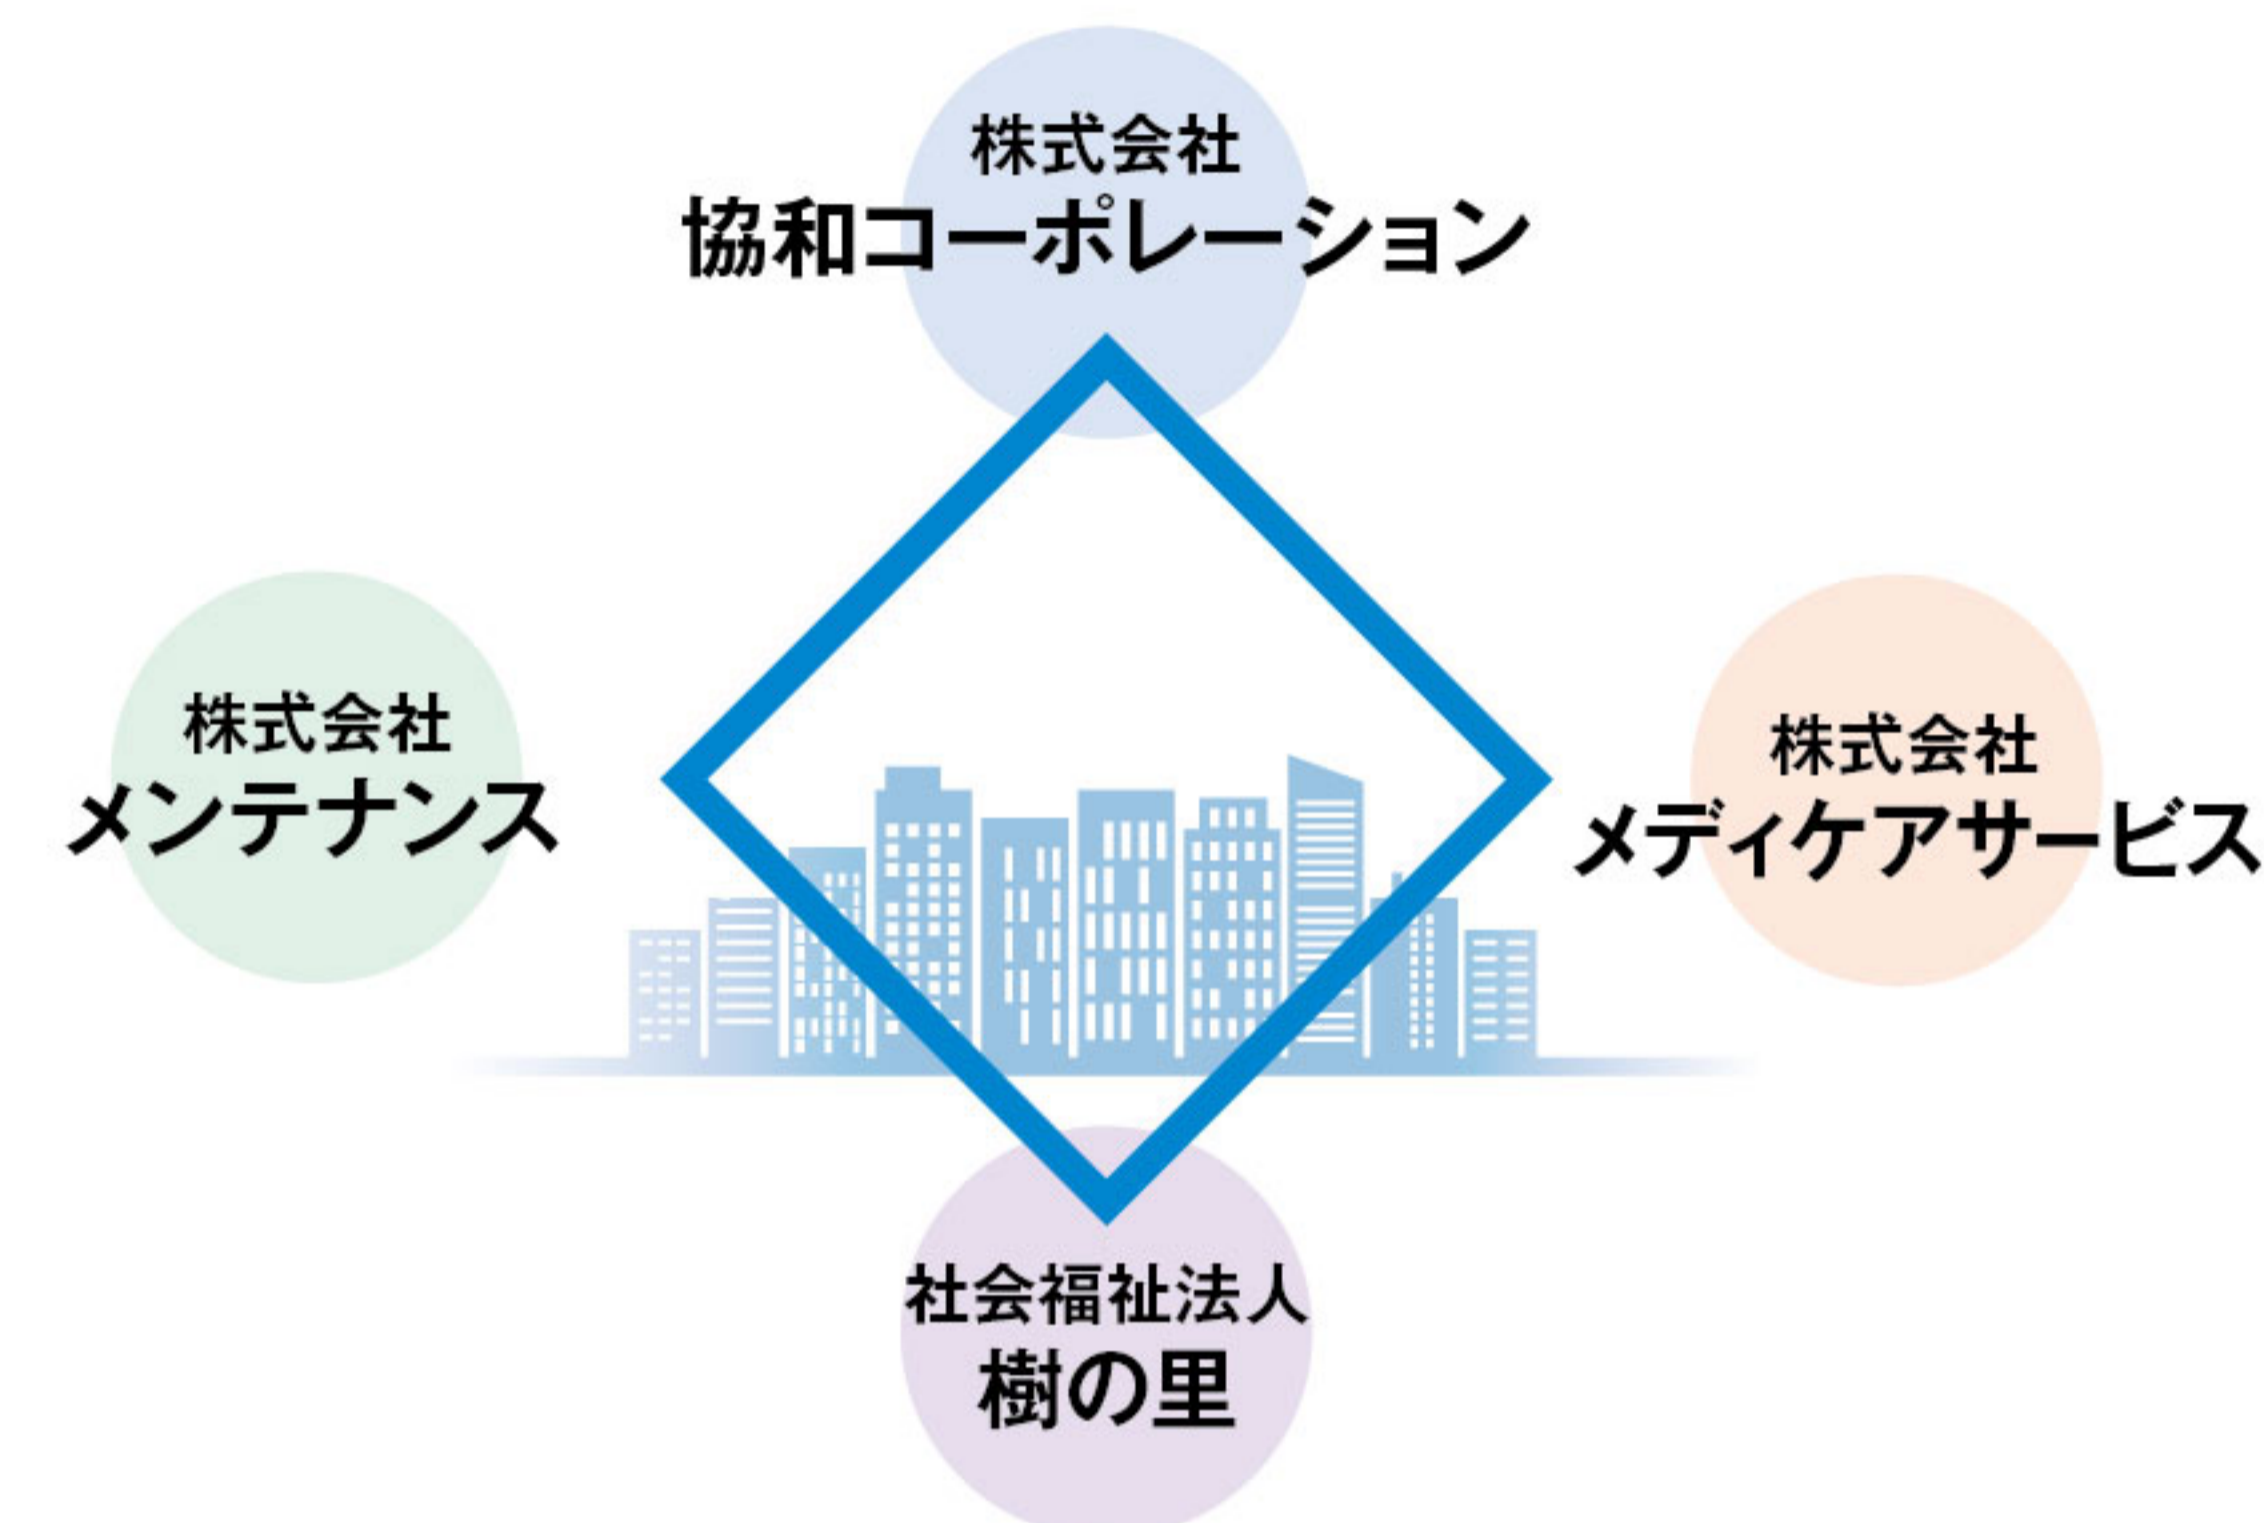 株式会社
協和コーポレーション
株式会社
メンテナンス
株式会社
メディケアサービス
社会福祉法人
樹の里